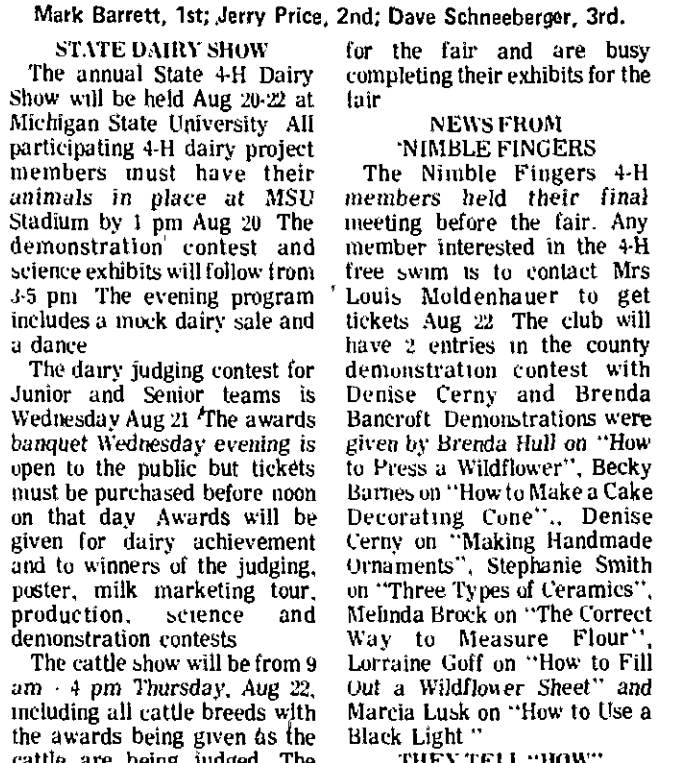 Mark Barrett, 1st; Jerry Price, 2nd; Dave Schneeberger, 3rd.
STATE DAIRY SHOW
The annual State 4-H Dairy
Show will be held Aug 20-22 at
Michigan State University All
participating 4-H dairy project
members must have their
animals in place at MSU
Stadium by 1 pm Aug 20 The
demonstration contest and
science exhibits will follow from
3-5 pm The evening program
includes a mock dairy sale and
a dance
The dairy judging contest for
Junior and Senior teams is
Wednesday Aug 21 The awards
banquet Wednesday evening is
open to the public but tickets
must be purchased before noon
on that day Awards will be
given for dairy achievement
and to winners of the judging,
poster, milk marketing tour,
production, science and
demonstration contests
The cattle show will be from 9
am - 4 pm Thursday, Aug 22,
including all cattle breeds with
the awards being given as the
cattle are being judged. The
for the fair and are busy
completing their exhibits for the
fair
NEWS FROM
'NIMBLE FINGERS
The Nimble Fingers 4-H
members held their final
meeting before the fair. Any
member interested in the 4-H
free swim is to contact Mrs
Louis Moldenhauer to get
tickets Aug 22 The club will
have 2 entries in the county
demonstration contest with
Denise Cerny and Brenda
Bancroft Demonstrations were
given by Brenda Hull on "How
to Press a Wildflower", Becky
Barnes on "How to Make a Cake
Decorating Cone"., Denise
Cerny on "Making Handmade
Ornaments", Stephanie Smith
on "Three Types of Ceramics",
Melinda Brock on "The Correct
Way to Measure Flour",
Lorraine Goff on "How to Fill
Out a Wildflower Sheet" and
Marcia Lusk on "How to Use a
Black Light "
THEY TELL "HOW"